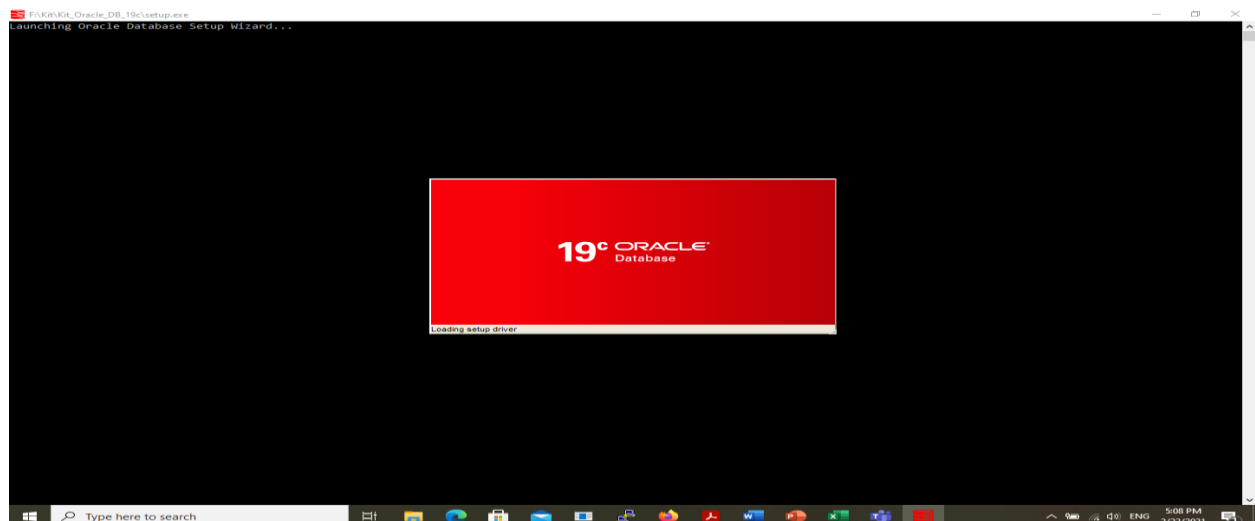 F:\Kit\Kit_Oracle_DB_19c\setup.exe
Launching Oracle Database Setup Wizard...
19c ORACLE
Database
Loading setup driver
Type here to search
ENG
5:08 PM